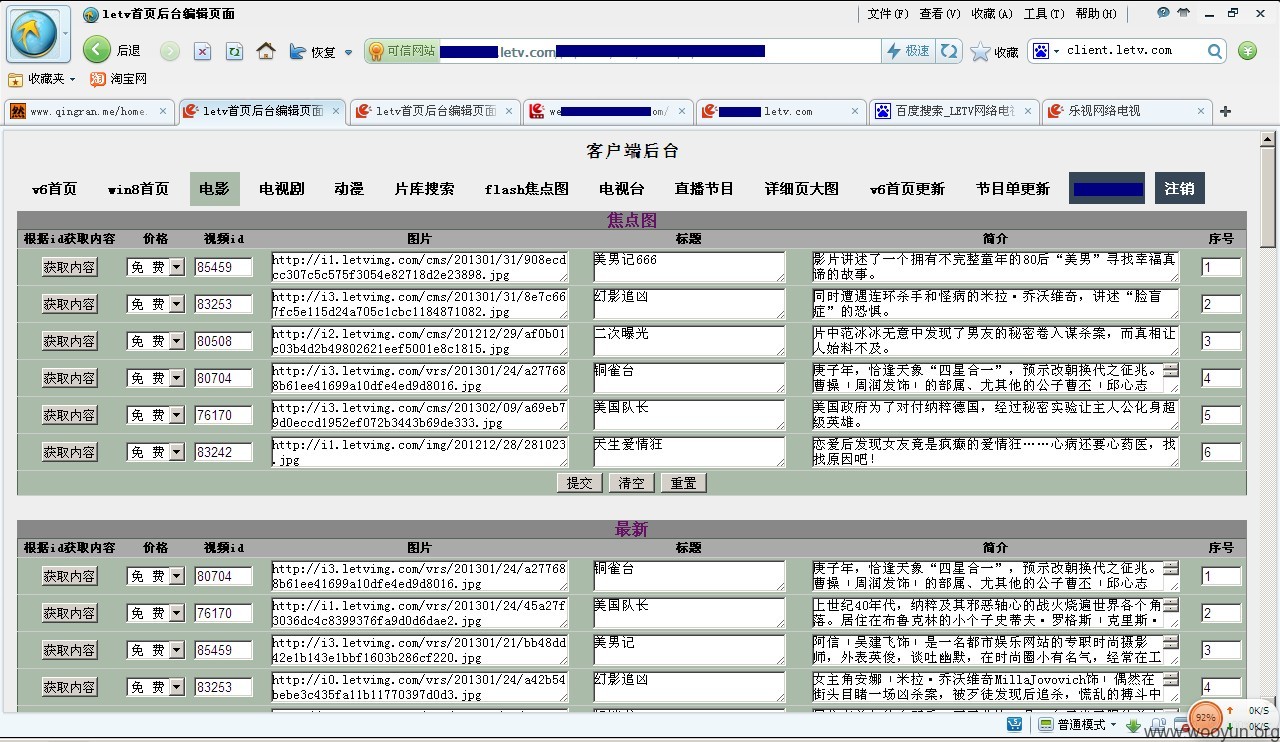 letv首页后台编辑页面
文件(F) 查看(V) 收藏(A) 工具(T) 帮助(H)
后退 恢复 可信网站 letv.com 极速 收藏 client.letv.com
收藏夹 淘宝网
www.qingran.me/home. letv首页后台编辑页面 letv首页后台编辑页面 we om/ letv.com 百度搜索_LETV网络电视 乐视网络电视
客户端后台
v6首页 win8首页 电影 电视剧 动漫 片库搜索 flash焦点图 电视台 直播节目 详细页大图 v6首页更新 节目单更新 注销
焦点图
根据id获取内容 价格 视频id 图片 标题 简介 序号
获取内容 免 费 85459 http://i1.letvimg.com/cms/201301/31/908ecd 美男记666 影片讲述了一个拥有不完整童年的80后“美男”寻找幸福真 1
cc307c5c575f3054e82718d2e23898.jpg 谛的故事。
获取内容 免 费 83253 http://i3.letvimg.com/cms/201301/31/8e7c66 幻影追凶 同时遭遇连环杀手和怪病的米拉·乔沃维奇，讲述“脸盲 2
7fc5e115d24a705c1cbc1184871082.jpg 症”的恐惧。
获取内容 免 费 80508 http://i2.letvimg.com/cms/201212/29/af0b01 二次曝光 片中范冰冰无意中发现了男友的秘密卷入谋杀案，而真相让 3
c03b4d2b49802621eef5001e8c1815.jpg 人始料不及。
获取内容 免 费 80704 http://i3.letvimg.com/vrs/201301/24/a27768 铜雀台 庚子年，恰逢天象“四星合一”，预示改朝换代之征兆。 4
8b61ee41699a10dfe4ed9d8016.jpg 曹操（周润发饰）的部属、尤其他的公子曹丕（邱心志
获取内容 免 费 76170 http://i3.letvimg.com/cms/201302/09/a69eb7 美国队长 美国政府为了对付纳粹德国，经过秘密实验让主人公化身超 5
9d0eccd1952ef072b3443b69de333.jpg 级英雄。
获取内容 免 费 83242 http://i1.letvimg.com/img/201212/28/281023 天生爱情狂 恋爱后发现女友竟是疯癫的爱情狂……心病还要心药医，找 6
.jpg 找原因吧！
提交 清空 重置
最新
根据id获取内容 价格 视频id 图片 标题 简介 序号
获取内容 免 费 80704 http://i3.letvimg.com/vrs/201301/24/a27768 铜雀台 庚子年，恰逢天象“四星合一”，预示改朝换代之征兆。 1
8b61ee41699a10dfe4ed9d8016.jpg 曹操（周润发饰）的部属、尤其他的公子曹丕（邱心志
获取内容 免 费 76170 http://i1.letvimg.com/vrs/201301/24/45a27f 美国队长 上世纪40年代，纳粹及其邪恶轴心的战火烧遍世界各个角 2
3036dc4c8399376fa9d0d6dae2.jpg 落。居住在布鲁克林的小个子史蒂夫·罗格斯（克里斯·
获取内容 免 费 85459 http://i3.letvimg.com/vrs/201301/21/bb48dd 美男记 阿信（吴建飞饰）是一名都市娱乐网站的专职时尚摄影 3
42e1b143e1bbf1603b286cf220.jpg 师，外表英俊，谈吐幽默，在时尚圈小有名气，经常在工
获取内容 免 费 83253 http://i0.letvimg.com/vrs/201301/24/a42b54 幻影追凶 女主角安娜（米拉·乔沃维奇MillaJovovich饰）偶然在 4
bebe3c435fa11b11770397d0d3.jpg 街头目睹一场凶杀案，被歹徒发现后追杀，慌乱的搏斗中
普通模式 92% 0K/S
0K/S
www.wooyun.org